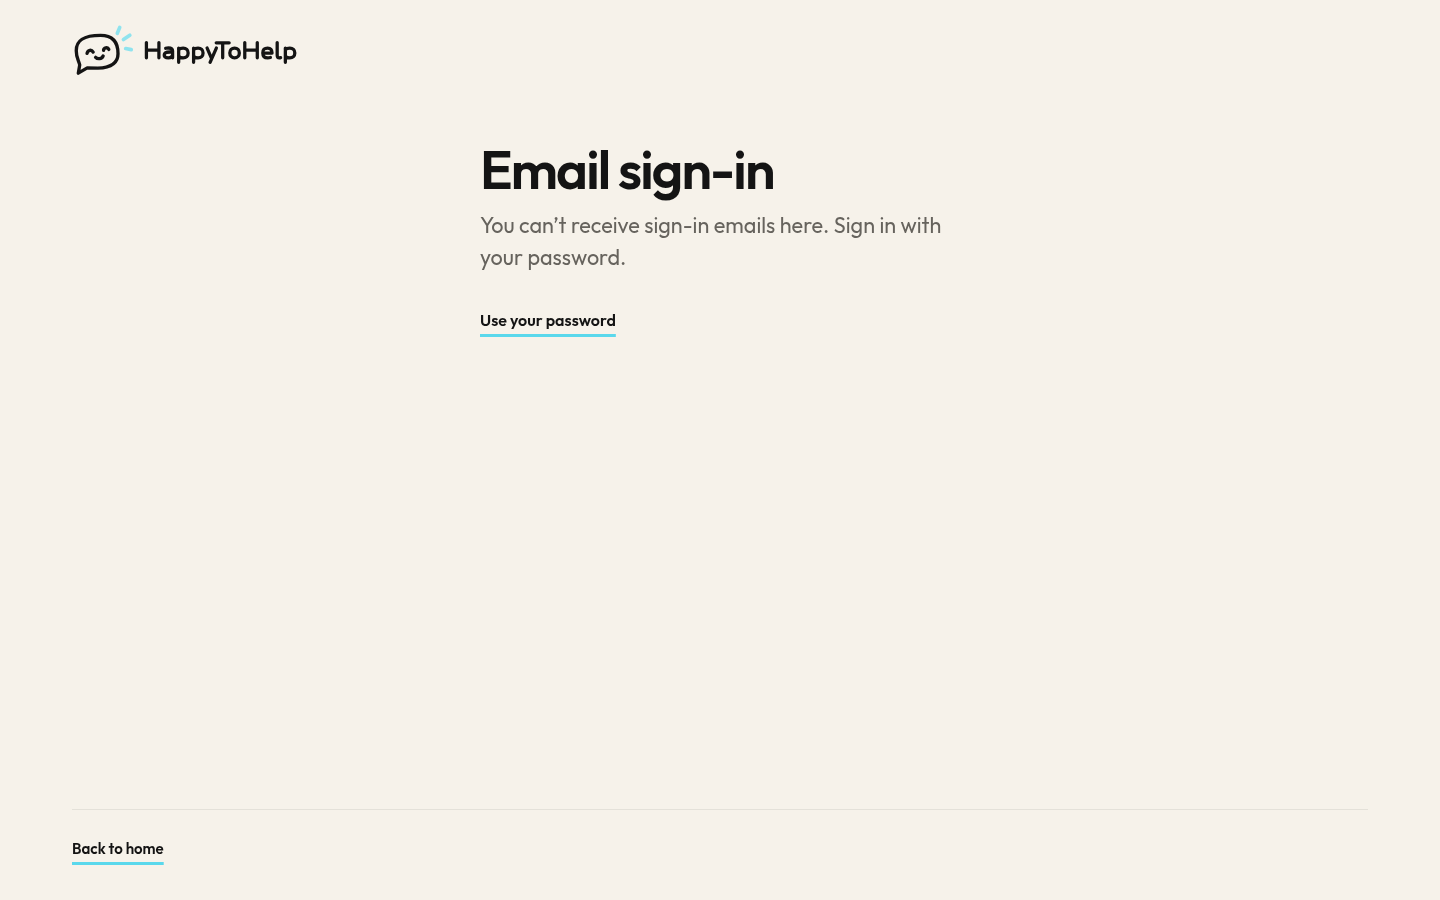 HappyToHelp
Email sign-in
You can’t receive sign-in emails here. Sign in with
your password.
Use your password
Back to home